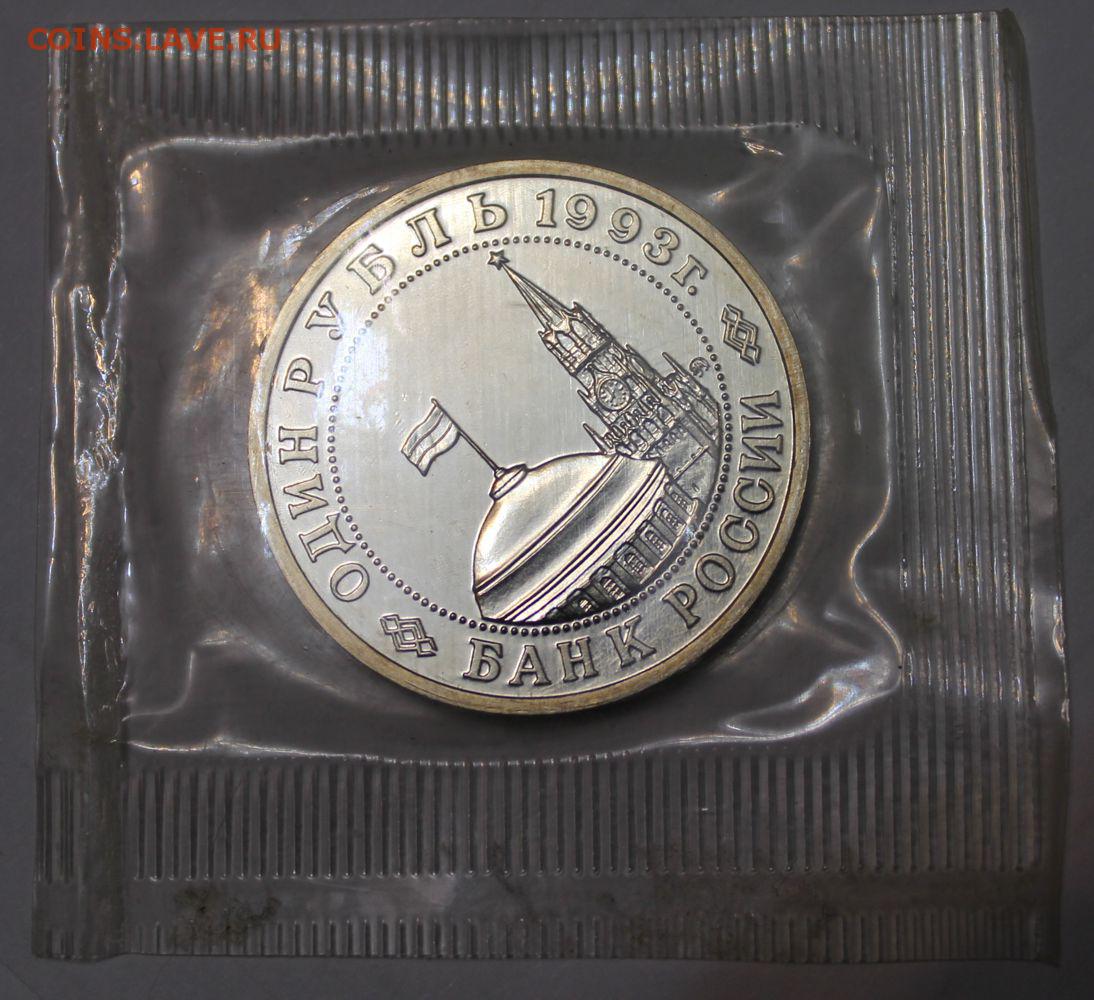 COINS.LAVE.RU
ОДИН РУБЛЬ 1993г.
БАНК РОССИИ